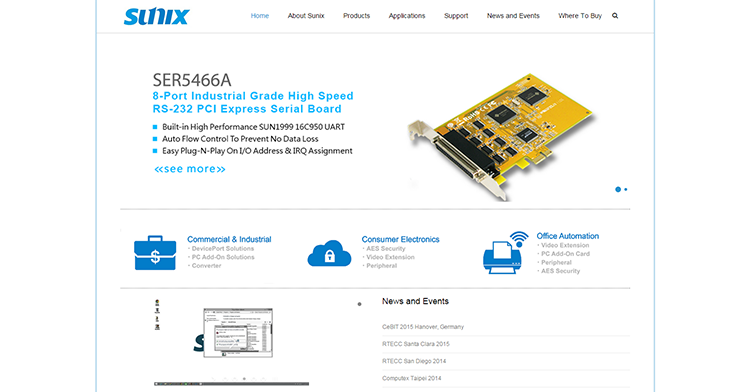 SUNIX
Home About Sunix Products Applications Support News and Events Where To Buy
SER5466A
8-Port Industrial Grade High Speed
RS-232 PCI Express Serial Board
Built-in High Performance SUN1999 16C950 UART
Auto Flow Control To Prevent No Data Loss
Easy Plug-N-Play On I/O Address & IRQ Assignment
«see more»
Commercial & Industrial
• DevicePort Solutions
• PC Add-On Solutions
• Converter
Consumer Electronics
• AES Security
• Video Extension
• Peripheral
Office Automation
• Video Extension
• PC Add-On Card
• Peripheral
• AES Security
News and Events
CeBIT 2015 Hanover, Germany
RTECC Santa Clara 2015
RTECC San Diego 2014
Computex Taipei 2014